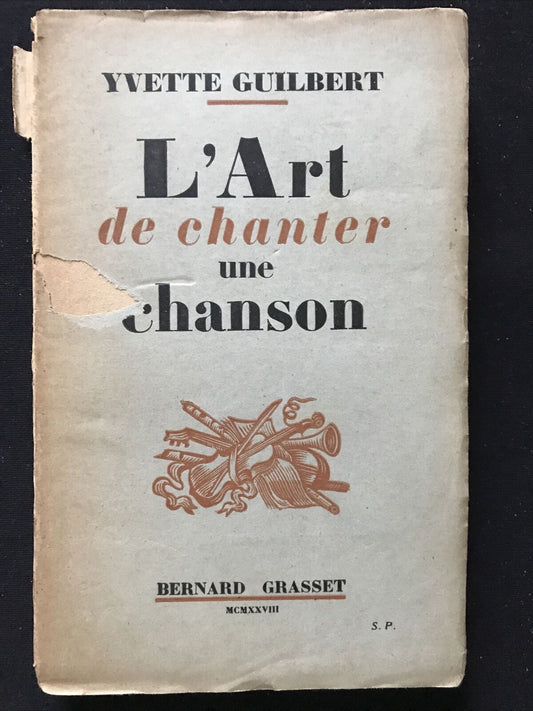 YVETTE GUILBERT
L'Art
de chanter
une
chanson
BERNARD GRASSET
MCMXXVIII
S. P.